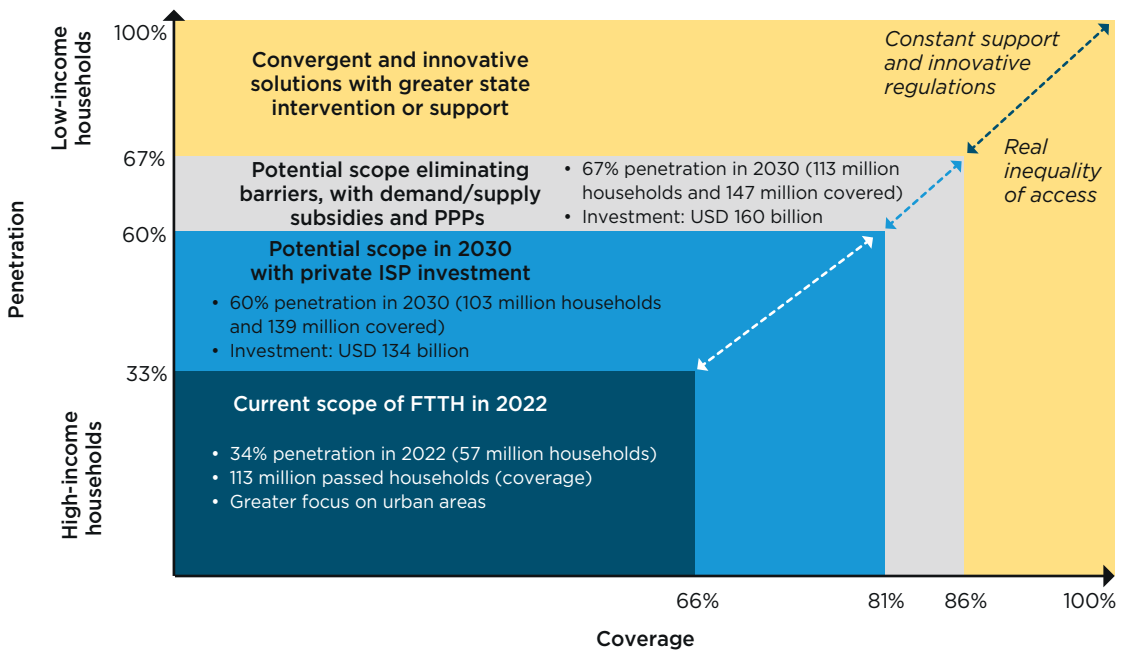 100%
67%
60%
33%
Low-income
households
Penetration
High-income
households
Convergent and innovative
solutions with greater state
intervention or support
Constant support
and innovative
regulations
Real
inequality
of access
Potential scope eliminating
barriers, with demand/supply
subsidies and PPPs
• 67% penetration in 2030 (113 million
households and 147 million covered)
• Investment: USD 160 billion
Potential scope in 2030
with private ISP investment
• 60% penetration in 2030 (103 million households
and 139 million covered)
• Investment: USD 134 billion
Current scope of FTTH in 2022
• 34% penetration in 2022 (57 million households)
• 113 million passed households (coverage)
• Greater focus on urban areas
66%
81%
86%
100%
Coverage